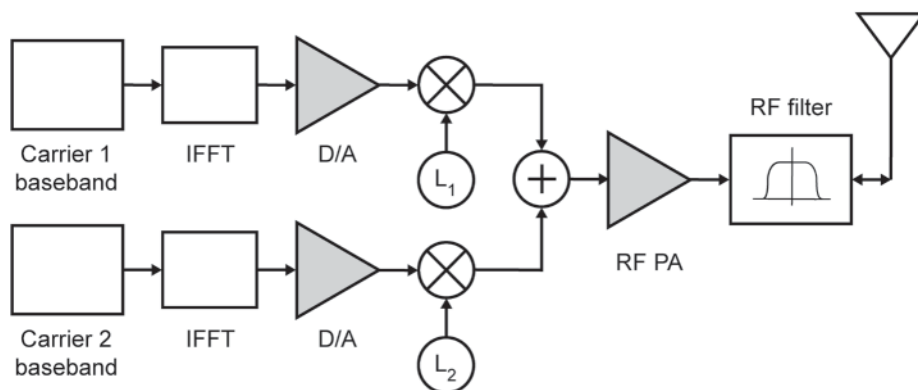 RF filter
Carrier 1
baseband
IFFT
D/A
L1
+
RF PA
Carrier 2
baseband
IFFT
D/A
L2